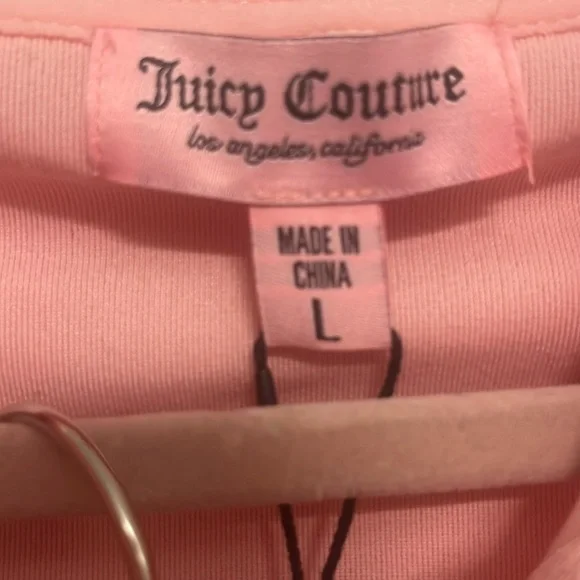 Juicy Couture
los angeles, california
MADE IN
CHINA
L